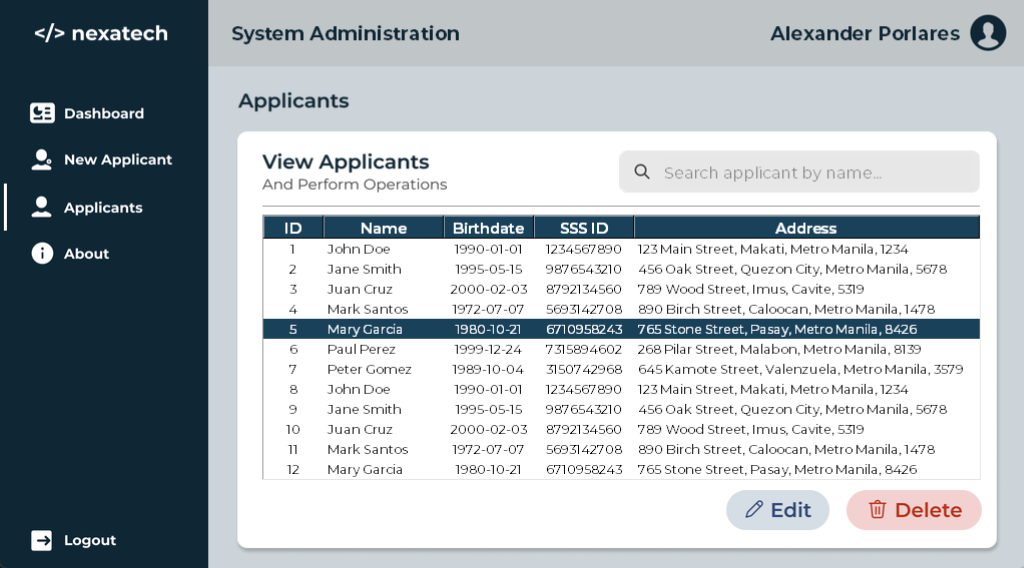 </> nexatech
System Administration
Alexander Porlares
Dashboard
New Applicant
Applicants
About
Logout
Applicants
View Applicants
And Perform Operations
Search applicant by name...
ID Name Birthdate SSS ID Address
1 John Doe 1990-01-01 1234567890 123 Main Street, Makati, Metro Manila, 1234
2 Jane Smith 1995-05-15 9876543210 456 Oak Street, Quezon City, Metro Manila, 5678
3 Juan Cruz 2000-02-03 8792134560 789 Wood Street, Imus, Cavite, 5319
4 Mark Santos 1972-07-07 5693142708 890 Birch Street, Caloocan, Metro Manila, 1478
5 Mary Garcia 1980-10-21 6710958243 765 Stone Street, Pasay, Metro Manila, 8426
6 Paul Perez 1999-12-24 7315894602 268 Pilar Street, Malabon, Metro Manila, 8139
7 Peter Gomez 1989-10-04 3150742968 645 Kamote Street, Valenzuela, Metro Manila, 3579
8 John Doe 1990-01-01 1234567890 123 Main Street, Makati, Metro Manila, 1234
9 Jane Smith 1995-05-15 9876543210 456 Oak Street, Quezon City, Metro Manila, 5678
10 Juan Cruz 2000-02-03 8792134560 789 Wood Street, Imus, Cavite, 5319
11 Mark Santos 1972-07-07 5693142708 890 Birch Street, Caloocan, Metro Manila, 1478
12 Mary Garcia 1980-10-21 6710958243 765 Stone Street, Pasay, Metro Manila, 8426
Edit
Delete